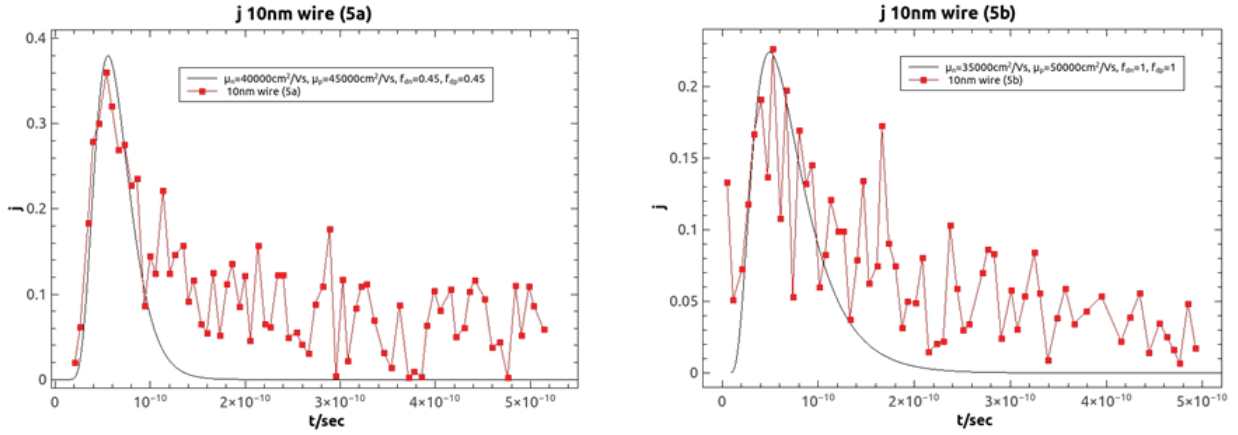 j 10nm wire (5a)
0.4
0.3
0.2
0.1
0
j
μn=40000cm²/Vs, μp=45000cm²/Vs, fdn=0.45, fdp=0.45
10nm wire (5a)
0
1×10⁻¹⁰
2×10⁻¹⁰
3×10⁻¹⁰
4×10⁻¹⁰
5×10⁻¹⁰
t/sec
j 10nm wire (5b)
0.2
0.15
0.1
0.05
0
j
μn=35000cm²/Vs, μp=50000cm²/Vs, fdn=1, fdp=1
10nm wire (5b)
0
1×10⁻¹⁰
2×10⁻¹⁰
3×10⁻¹⁰
4×10⁻¹⁰
5×10⁻¹⁰
t/sec